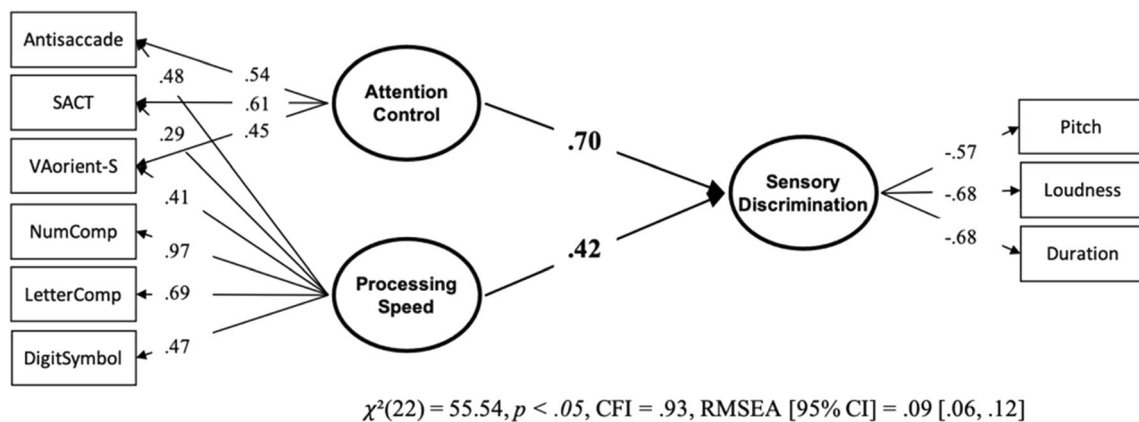 Antisaccade
SACT
VAorient-S
NumComp
LetterComp
DigitSymbol
.48
.29
.41
.97
.69
.47
.54
.61
.45
Attention
Control
Processing
Speed
.70
.42
Sensory
Discrimination
-.57
-.68
-.68
Pitch
Loudness
Duration
χ²(22) = 55.54, p < .05, CFI = .93, RMSEA [95% CI] = .09 [.06, .12]